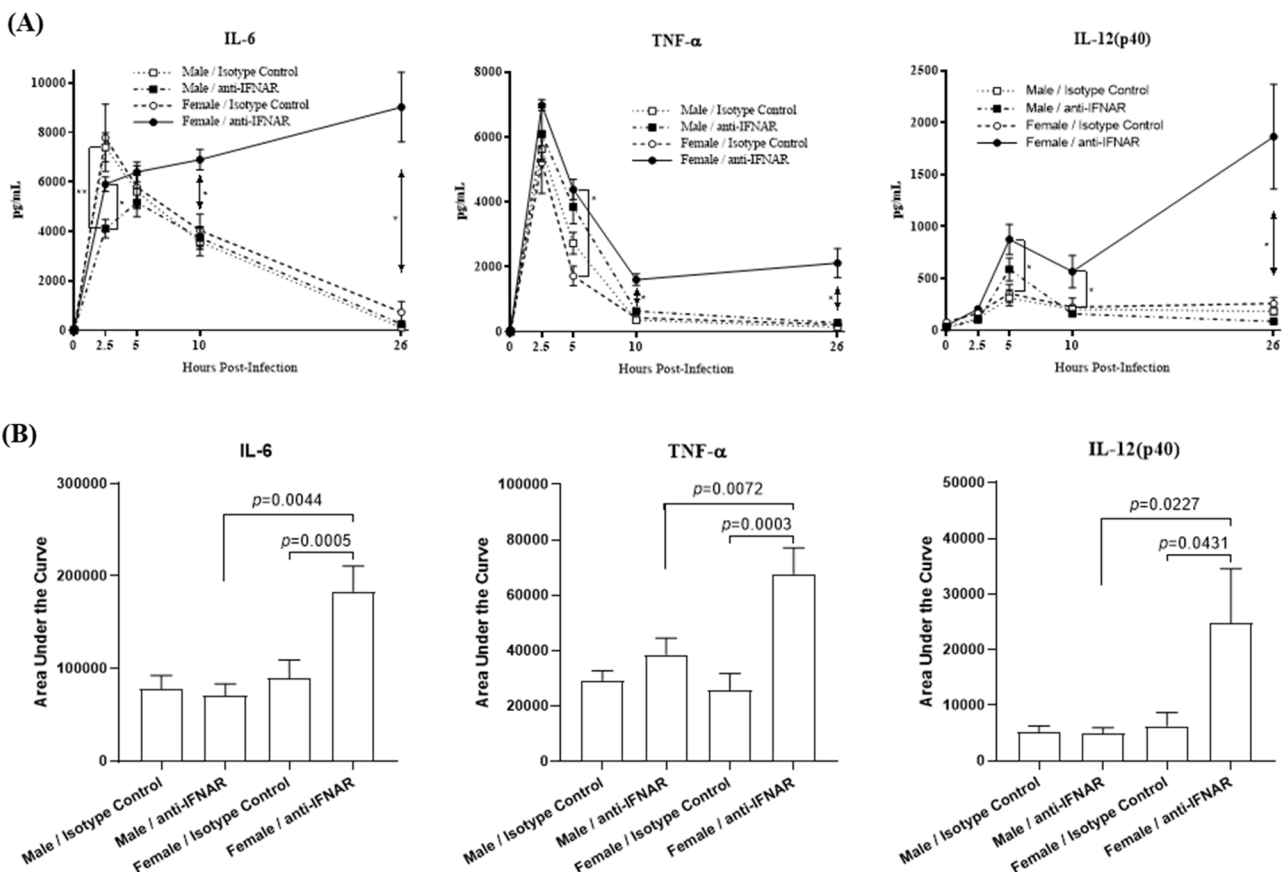 (A)
IL-6
Male / Isotype Control
Male / anti-IFNAR
Female / Isotype Control
Female / anti-IFNAR
10000
8000
6000
4000
2000
0
pg/mL
**
*
*
*
0 2.5 5 10 26
Hours Post-Infection
TNF-α
Male / Isotype Control
Male / anti-IFNAR
Female / Isotype Control
Female / anti-IFNAR
8000
6000
4000
2000
0
pg/mL
*
*
*
0 2.5 5 10 26
Hours Post-Infection
IL-12(p40)
Male / Isotype Control
Male / anti-IFNAR
Female / Isotype Control
Female / anti-IFNAR
2500
2000
1500
1000
500
0
pg/mL
*
*
*
0 2.5 5 10 26
Hours Post-Infection
(B)
IL-6
300000
200000
100000
0
Area Under the Curve
p=0.0044
p=0.0005
Male / Isotype Control
Male / anti-IFNAR
Female / Isotype Control
Female / anti-IFNAR
TNF-α
100000
80000
60000
40000
20000
0
Area Under the Curve
p=0.0072
p=0.0003
Male / Isotype Control
Male / anti-IFNAR
Female / Isotype Control
Female / anti-IFNAR
IL-12(p40)
50000
40000
30000
20000
10000
0
Area Under the Curve
p=0.0227
p=0.0431
Male / Isotype Control
Male / anti-IFNAR
Female / Isotype Control
Female / anti-IFNAR